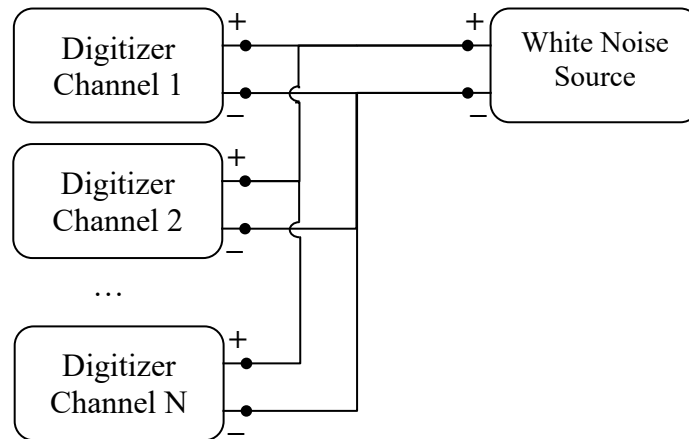 Digitizer
Channel 1
+
−
+
−
White Noise
Source
Digitizer
Channel 2
+
−
…
Digitizer
Channel N
+
−